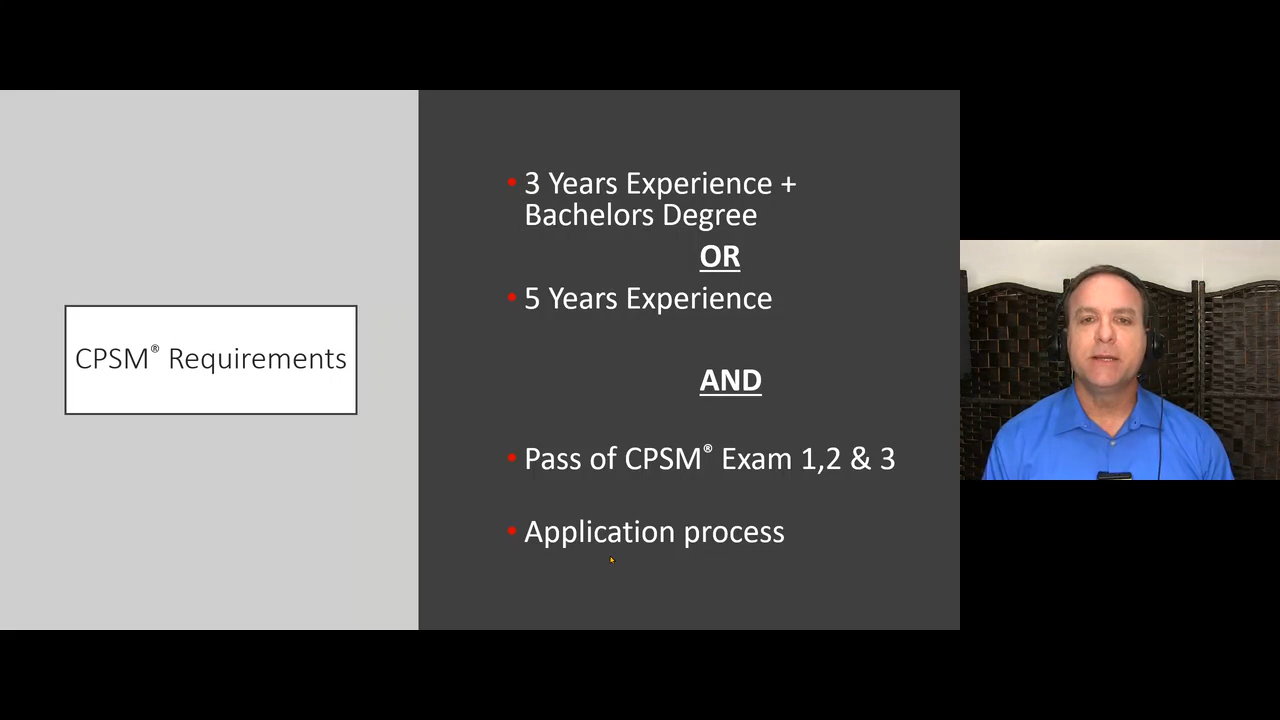 CPSM® Requirements
• 3 Years Experience +
Bachelors Degree
OR
• 5 Years Experience
AND
• Pass of CPSM® Exam 1,2 & 3
• Application process